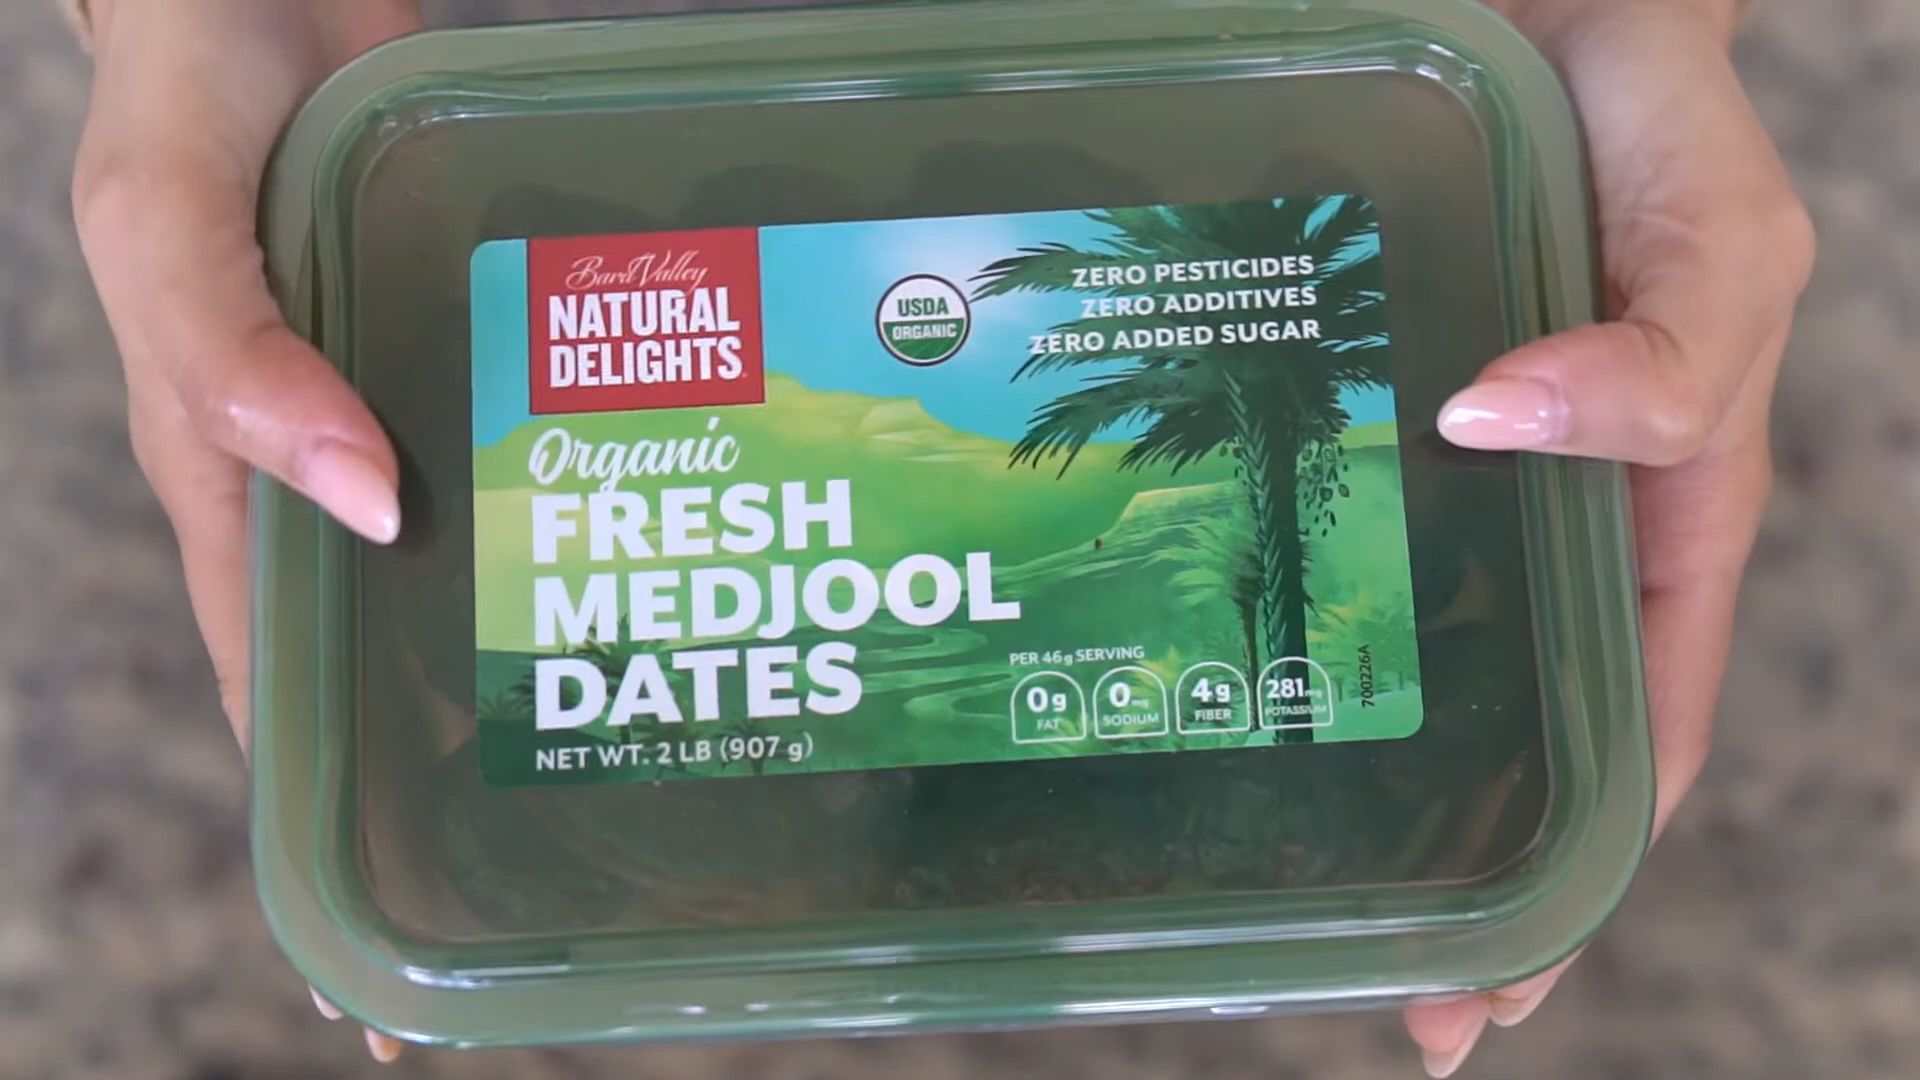 Bard Valley
NATURAL
DELIGHTS
USDA
ORGANIC
ZERO PESTICIDES
ZERO ADDITIVES
ZERO ADDED SUGAR
Organic
FRESH
MEDJOOL
DATES
NET WT. 2 LB (907 g)
PER 46g SERVING
0g
FAT
0mg
SODIUM
4g
FIBER
281mg
POTASSIUM
700226A